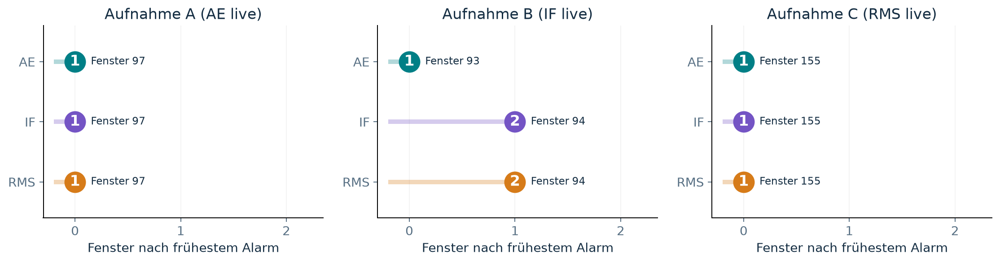 Aufnahme A (AE live)
AE
1
Fenster 97
IF
1
Fenster 97
RMS
1
Fenster 97
0
1
2
Fenster nach frühestem Alarm
Aufnahme B (IF live)
AE
1
Fenster 93
IF
2
Fenster 94
RMS
2
Fenster 94
0
1
2
Fenster nach frühestem Alarm
Aufnahme C (RMS live)
AE
1
Fenster 155
IF
1
Fenster 155
RMS
1
Fenster 155
0
1
2
Fenster nach frühestem Alarm